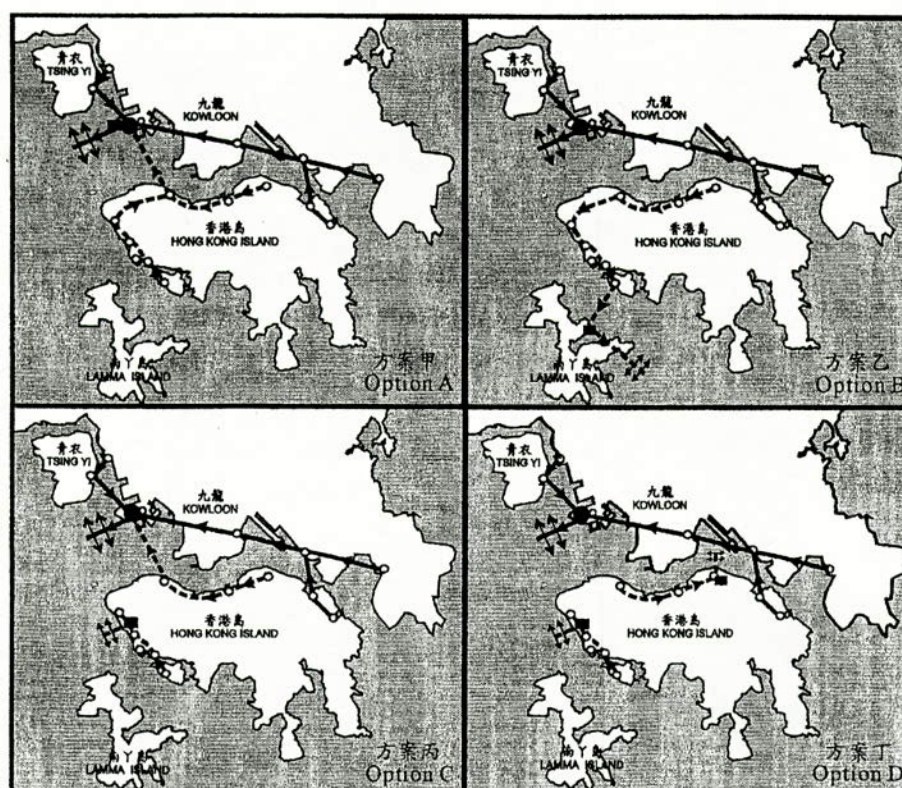 青衣
TSING YI
九龍
KOWLOON
香港島
HONG KONG ISLAND
南丫島
LAMMA ISLAND
方案甲
Option A
青衣
TSING YI
九龍
KOWLOON
香港島
HONG KONG ISLAND
南丫島
LAMMA ISLAND
方案乙
Option B
青衣
TSING YI
九龍
KOWLOON
香港島
HONG KONG ISLAND
南丫島
LAMMA ISLAND
方案丙
Option C
青衣
TSING YI
九龍
KOWLOON
香港島
HONG KONG ISLAND
南丫島
LAMMA ISLAND
方案丁
Option D